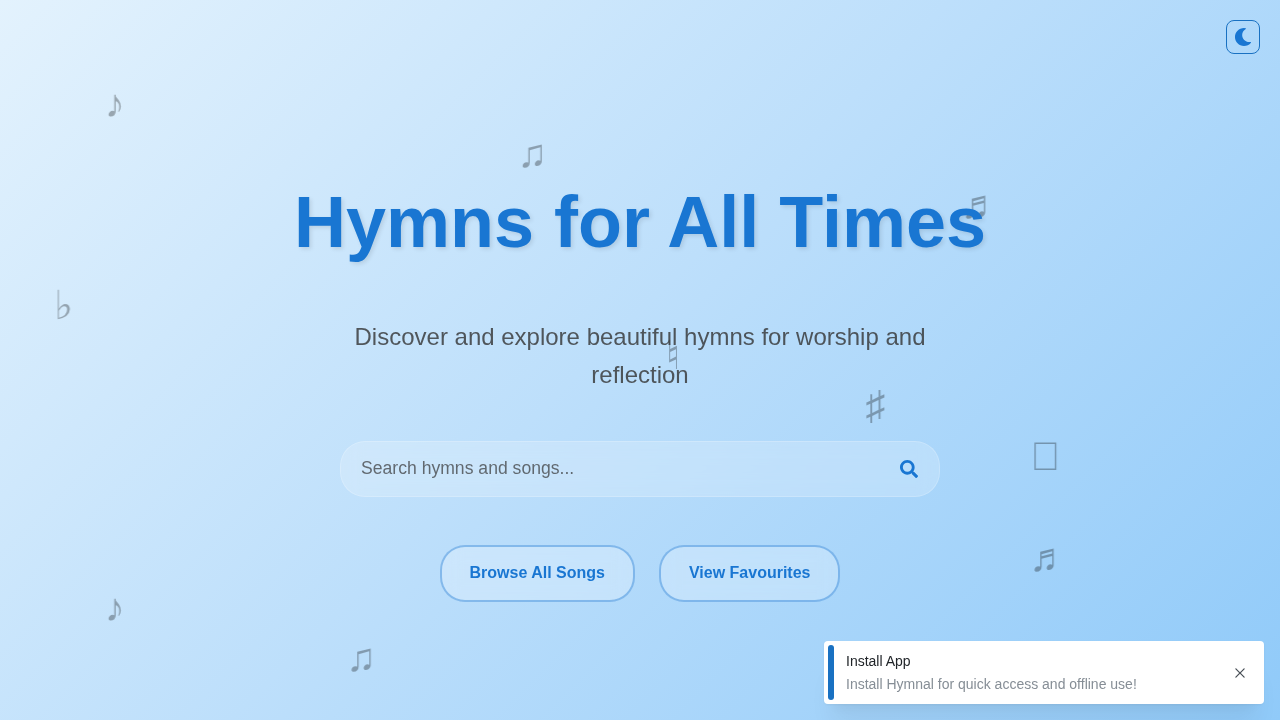 Hymns for All Times
Discover and explore beautiful hymns for worship and
reflection
Search hymns and songs...
Browse All Songs
View Favourites
Install App
Install Hymnal for quick access and offline use!